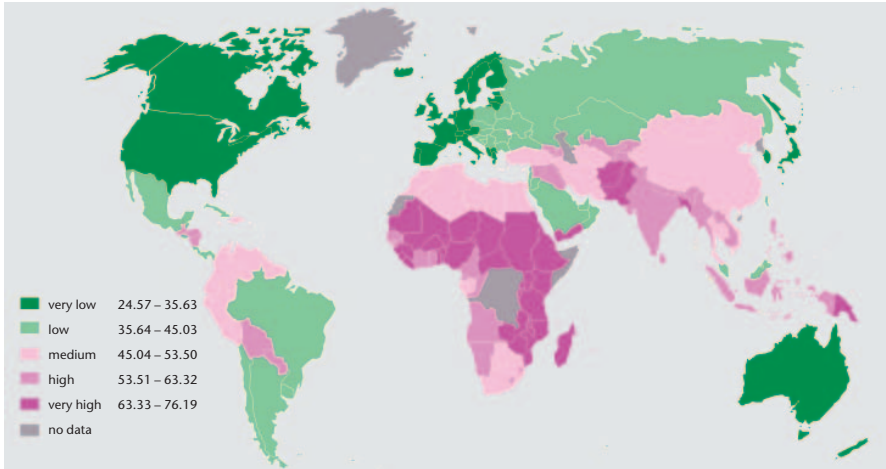 very low 24.57 – 35.63
low 35.64 – 45.03
medium 45.04 – 53.50
high 53.51 – 63.32
very high 63.33 – 76.19
no data